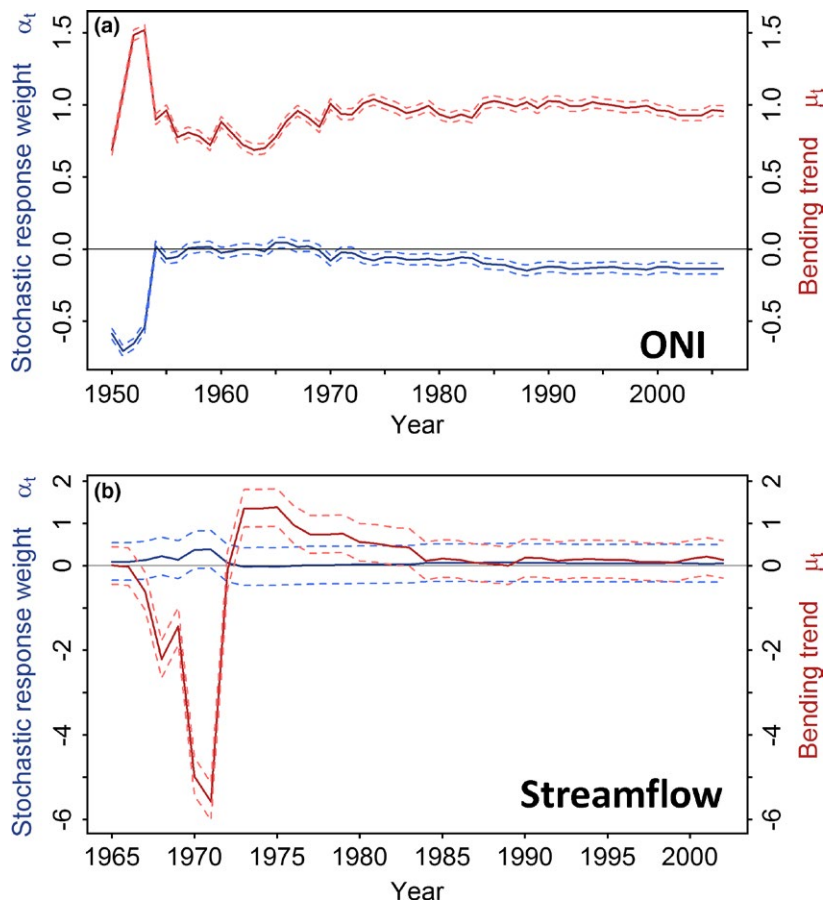 (a)
Stochastic response weight αt
1.5
1.0
0.5
0.0
-0.5
1.5
1.0
0.5
0.0
-0.5
Bending trend μt
ONI
1950 1960 1970 1980 1990 2000
Year
(b)
Stochastic response weight αt
2
1
0
-2
-4
-6
2
1
0
-2
-4
-6
Bending trend μt
Streamflow
1965 1970 1975 1980 1985 1990 1995 2000
Year